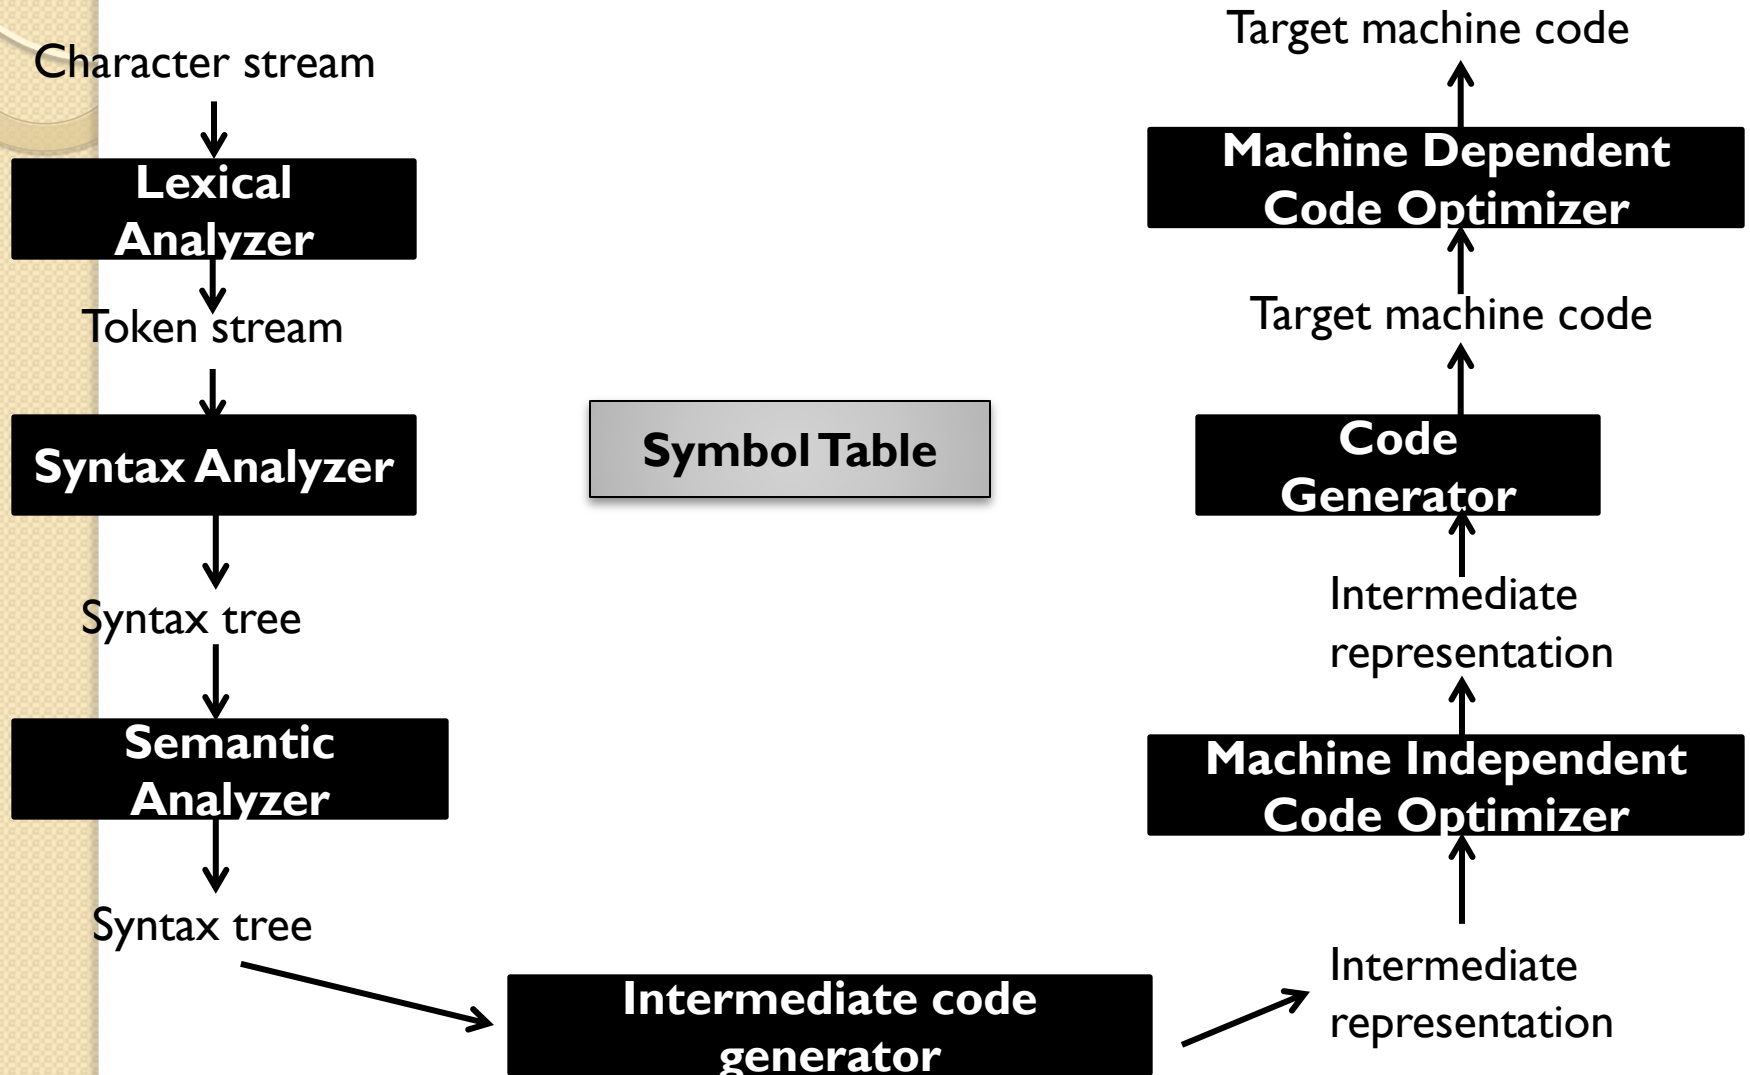 Character stream
Lexical
Analyzer
Token stream
Syntax Analyzer
Syntax tree
Semantic
Analyzer
Syntax tree
Intermediate code
generator
Symbol Table
Target machine code
Machine Dependent
Code Optimizer
Target machine code
Code
Generator
Intermediate
representation
Machine Independent
Code Optimizer
Intermediate
representation